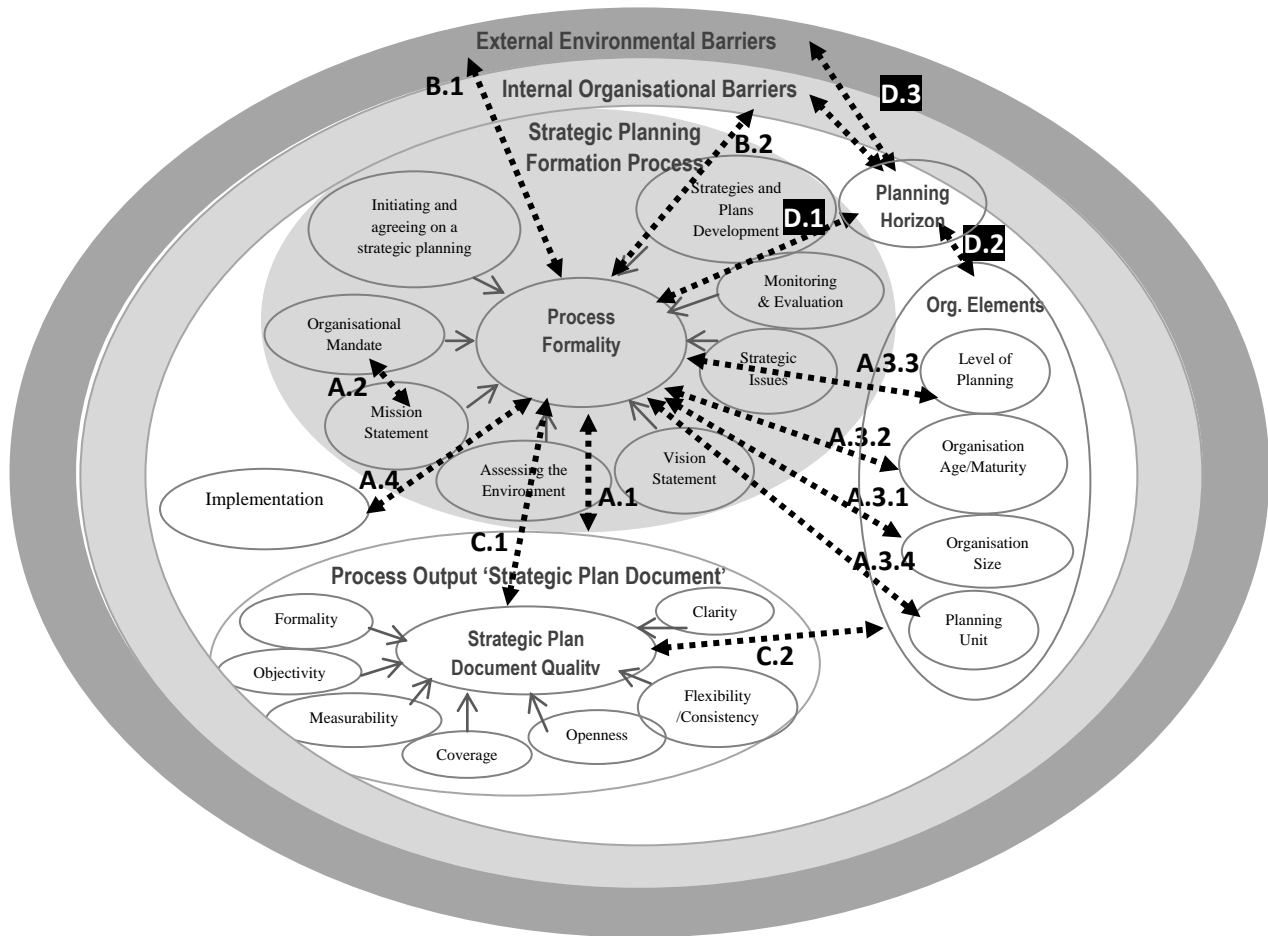 External Environmental Barriers
B.1
Internal Organisational Barriers
D.3
Strategic Planning
Formation Process
B.2
Strategies and
Plans
Development
Planning
Horizon
Initiating and
agreeing on a
strategic planning
D.1
D.2
Monitoring
& Evaluation
Org. Elements
Organisational
Mandate
Process
Formality
Strategic
Issues
A.3.3
Level of
Planning
A.2
Mission
Statement
A.3.2
Organisation
Age/Maturity
Assessing the
Environment
Vision
Statement
A.4
Implementation
A.1
A.3.1
C.1
Organisation
Size
A.3.4
Process Output ‘Strategic Plan Document’
Formality
Clarity
Planning
Unit
Strategic Plan
Document Quality
C.2
Objectivity
Flexibility
/Consistency
Measurability
Openness
Coverage